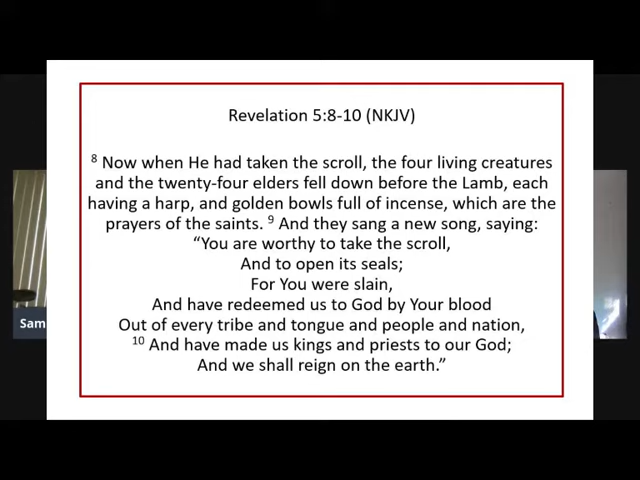 Revelation 5:8-10 (NKJV)
8 Now when He had taken the scroll, the four living creatures
and the twenty-four elders fell down before the Lamb, each
having a harp, and golden bowls full of incense, which are the
prayers of the saints. 9 And they sang a new song, saying:
“You are worthy to take the scroll,
And to open its seals;
For You were slain,
And have redeemed us to God by Your blood
Out of every tribe and tongue and people and nation,
10 And have made us kings and priests to our God;
And we shall reign on the earth.”
Sam